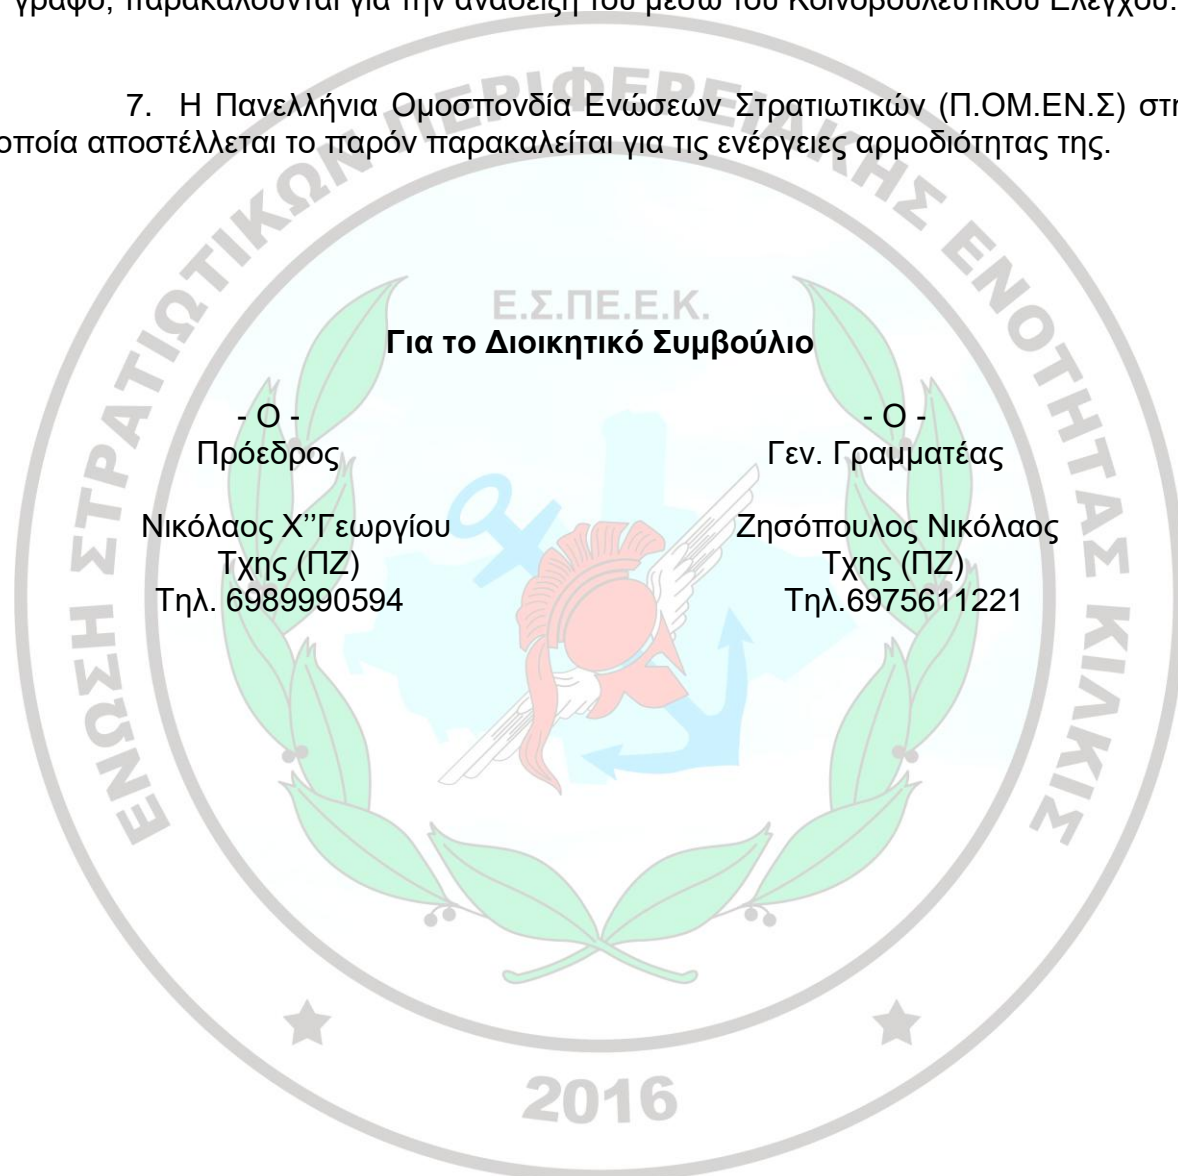 γραφο, παρακαλούνται για την ανάδειξη του μέσω του Κοινοβουλευτικού Ελέγχου.
7. Η Πανελλήνια Ομοσπονδία Ενώσεων Στρατιωτικών (Π.ΟΜ.ΕΝ.Σ) στη
οποία αποστέλλεται το παρόν παρακαλείται για τις ενέργειες αρμοδιότητας της.
ΕΝΩΣΗ ΣΤΡΑΤΙΩΤΙΚΩΝ ΠΕΡΙΦΕΡΕΙΑΚΗΣ ΕΝΟΤΗΤΑΣ ΚΙΛΚΙΣ
Ε.Σ.ΠΕ.Ε.Κ.
Για το Διοικητικό Συμβούλιο
- Ο - - Ο -
Πρόεδρος Γεν. Γραμματέας
Νικόλαος Χ’’Γεωργίου Ζησόπουλος Νικόλαος
Τχης (ΠΖ) Τχης (ΠΖ)
Τηλ. 6989990594 Τηλ.6975611221
2016